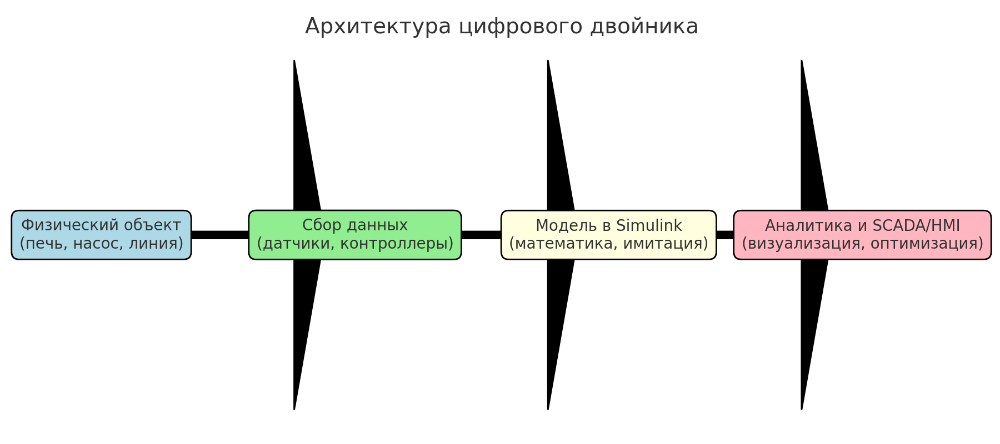 Архитектура цифрового двойника
Физический объект
(печь, насос, линия)
Сбор данных
(датчики, контроллеры)
Модель в Simulink
(математика, имитация)
Аналитика и SCADA/HMI
(визуализация, оптимизация)